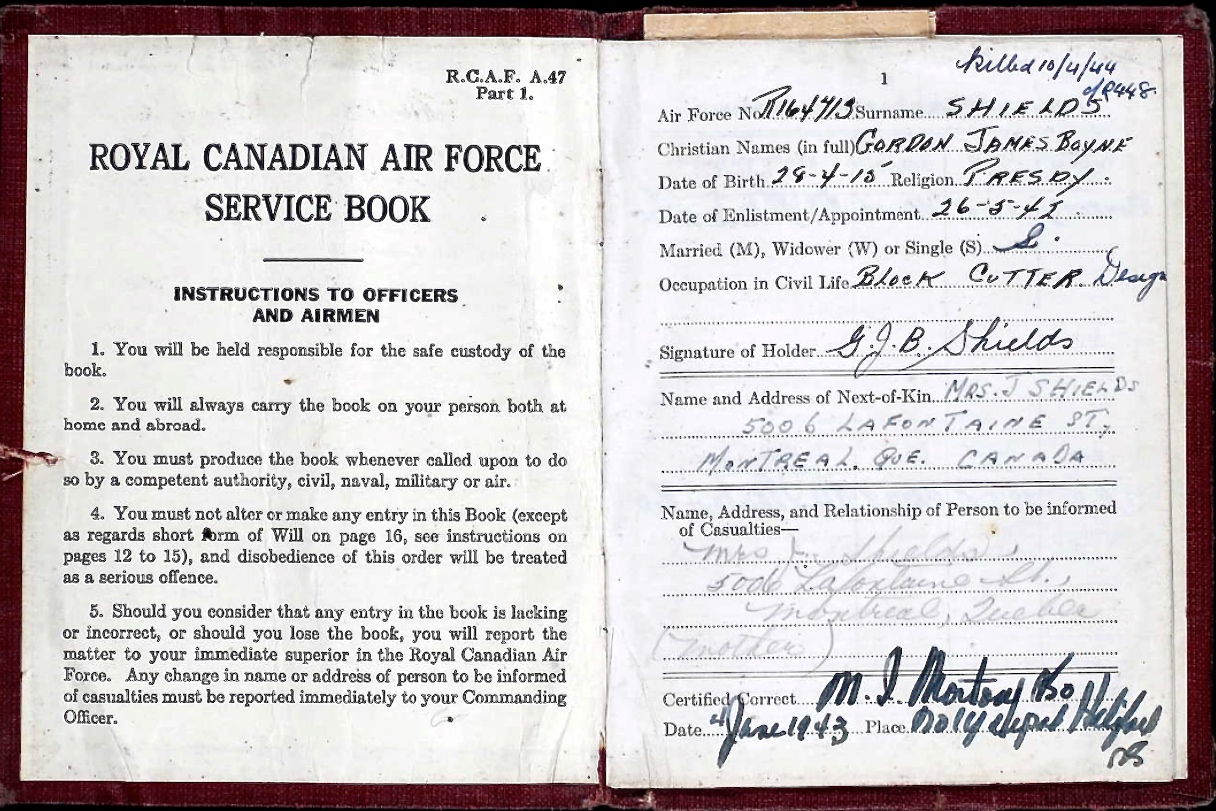 R.C.A.F. A.47
Part 1.
ROYAL CANADIAN AIR FORCE
SERVICE BOOK
INSTRUCTIONS TO OFFICERS
AND AIRMEN
1. You will be held responsible for the safe custody of the
book.
2. You will always carry the book on your person both at
home and abroad.
3. You must produce the book whenever called upon to do
so by a competent authority, civil, naval, military or air.
4. You must not alter or make any entry in this Book (except
as regards short form of Will on page 16, see instructions on
pages 12 to 15), and disobedience of this order will be treated
as a serious offence.
5. Should you consider that any entry in the book is lacking
or incorrect, or should you lose the book, you will report the
matter to your immediate superior in the Royal Canadian Air
Force. Any change in name or address of person to be informed
of casualties must be reported immediately to your Commanding
Officer.
killed 10/4/44
1
Air Force No. R164713 Surname SHIELDS
Christian Names (in full) GORDON JAMES BOYNE
Date of Birth 28-4-15 Religion PRESBY.
Date of Enlistment/Appointment 26-5-42
Married (M), Widower (W) or Single (S) S.
Occupation in Civil Life BLOCK CUTTER. Design
Signature of Holder G.J.B. Shields
Name and Address of Next-of-Kin MRS. J SHIELDS
5006 LAFONTAINE ST,
MONTREAL. QUE. CANADA
Name, Address, and Relationship of Person to be informed
of Casualties—
Mrs J. Shields,
5006 Lafontaine St.,
Montreal, Quebec
(mother)
Certified Correct M. I. Morton
Date 4 June 1943 Place Halifax
NS